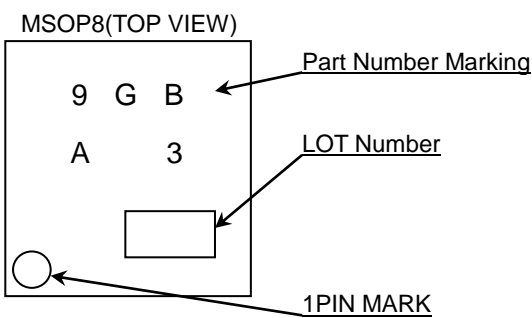 MSOP8(TOP VIEW)
Part Number Marking
9 G B
A 3
LOT Number
1PIN MARK